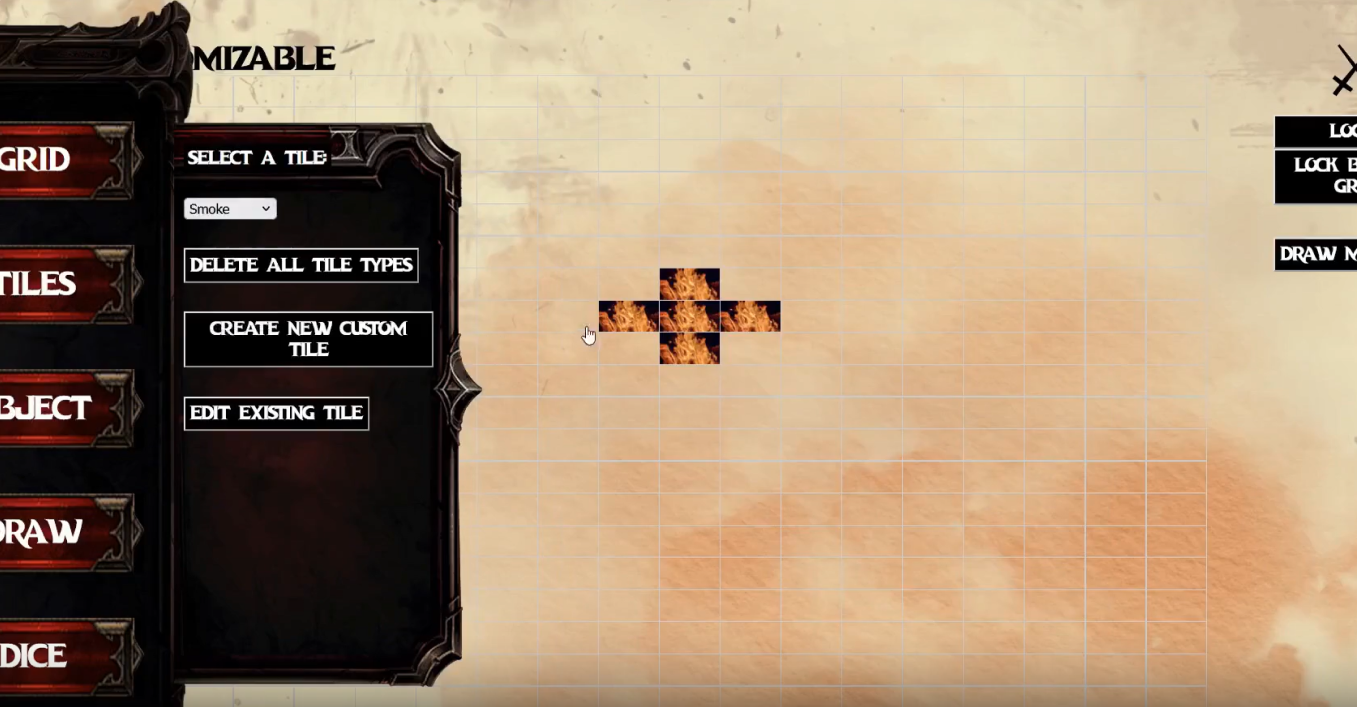 MIZABLE
GRID
TILES
BJECT
DRAW
DICE
SELECT A TILE:
Smoke
DELETE ALL TILE TYPES
CREATE NEW CUSTOM
TILE
EDIT EXISTING TILE
LOC
LOCK B
GR
DRAW M